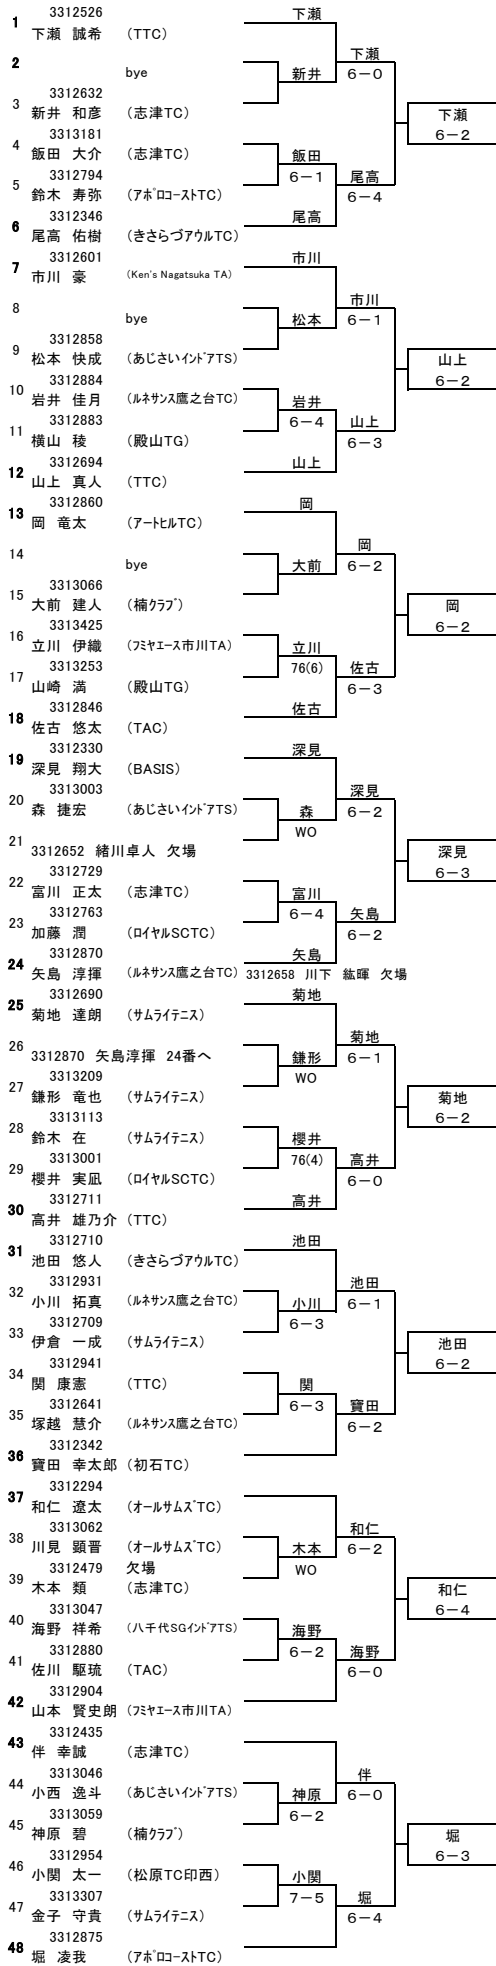 3312526 下瀬
1 下瀬 誠希 (TTC)
下瀬
2 bye 新井 6-0
3312632
3 新井 和彦 (志津TC) 下瀬
3313181 6-2
4 飯田 大介 (志津TC) 飯田
3312794 6-1 尾高
5 鈴木 寿弥 (アポロコーストTC) 6-4
3312346 尾高
6 尾高 佑樹 (きさらづアウルTC)
3312601 市川
7 市川 豪 (Ken's Nagatsuka TA)
市川
8 bye 松本 6-1
3312858
9 松本 快成 (あじさいインドアTS) 山上
3312884 6-2
10 岩井 佳月 (ルネサンス鷹之台TC) 岩井
3312883 6-4 山上
11 横山 稜 (殿山TG) 6-3
3312694 山上
12 山上 真人 (TTC)
3312860 岡
13 岡 竜太 (アートヒルTC)
岡
14 bye 大前 6-2
3313066
15 大前 建人 (楠クラブ) 岡
3313425 6-2
16 立川 伊織 (フミヤエース市川TA) 立川
3313253 76(6) 佐古
17 山崎 満 (殿山TG) 6-3
3312846 佐古
18 佐古 悠太 (TAC)
3312330 深見
19 深見 翔大 (BASIS)
3313003 深見
20 森 捷宏 (あじさいインドアTS) 森 6-2
WO
21 3312652 緒川卓人 欠場 深見
3312729 6-3
22 富川 正太 (志津TC) 富川
3312763 6-4 矢島
23 加藤 潤 (ロイヤルSCTC) 6-2
3312870 矢島
24 矢島 淳揮 (ルネサンス鷹之台TC) 3312658 川下 紘暉 欠場
3312690 菊地
25 菊地 達朗 (サムライテニス)
菊地
26 3312870 矢島淳揮 24番へ 鎌形 6-1
3313209 WO
27 鎌形 竜也 (サムライテニス) 菊地
3313113 6-2
28 鈴木 在 (サムライテニス) 櫻井
3313001 76(4) 高井
29 櫻井 実凪 (ロイヤルSCTC) 6-0
3312711 高井
30 高井 雄乃介 (TTC)
3312710 池田
31 池田 悠人 (きさらづアウルTC)
3312931 池田
32 小川 拓真 (ルネサンス鷹之台TC) 小川 6-1
3312709 6-3
33 伊倉 一成 (サムライテニス) 池田
3312941 6-2
34 関 康憲 (TTC) 関
3312641 6-3 寶田
35 塚越 慧介 (ルネサンス鷹之台TC) 6-2
3312342
36 寶田 幸太郎 (初石TC)
3312294
37 和仁 遼太 (オールサムズTC)
3313062 和仁
38 川見 顕晋 (オールサムズTC) 木本 6-2
3312479 欠場 WO
39 木本 類 (志津TC) 和仁
3313047 6-4
40 海野 祥希 (八千代SGインドアTS) 海野
3312880 6-2 海野
41 佐川 駆琉 (TAC) 6-0
3312904
42 山本 賢史朗 (フミヤエース市川TA)
3312435
43 伴 幸誠 (志津TC)
3313046 伴
44 小西 逸斗 (あじさいインドアTS) 神原 6-0
3313059 6-2
45 神原 碧 (楠クラブ) 堀
3312954 6-3
46 小関 太一 (松原TC印西) 小関
3313307 7-5 堀
47 金子 守貴 (サムライテニス) 6-4
3312875
48 堀 凌我 (アポロコーストTC)